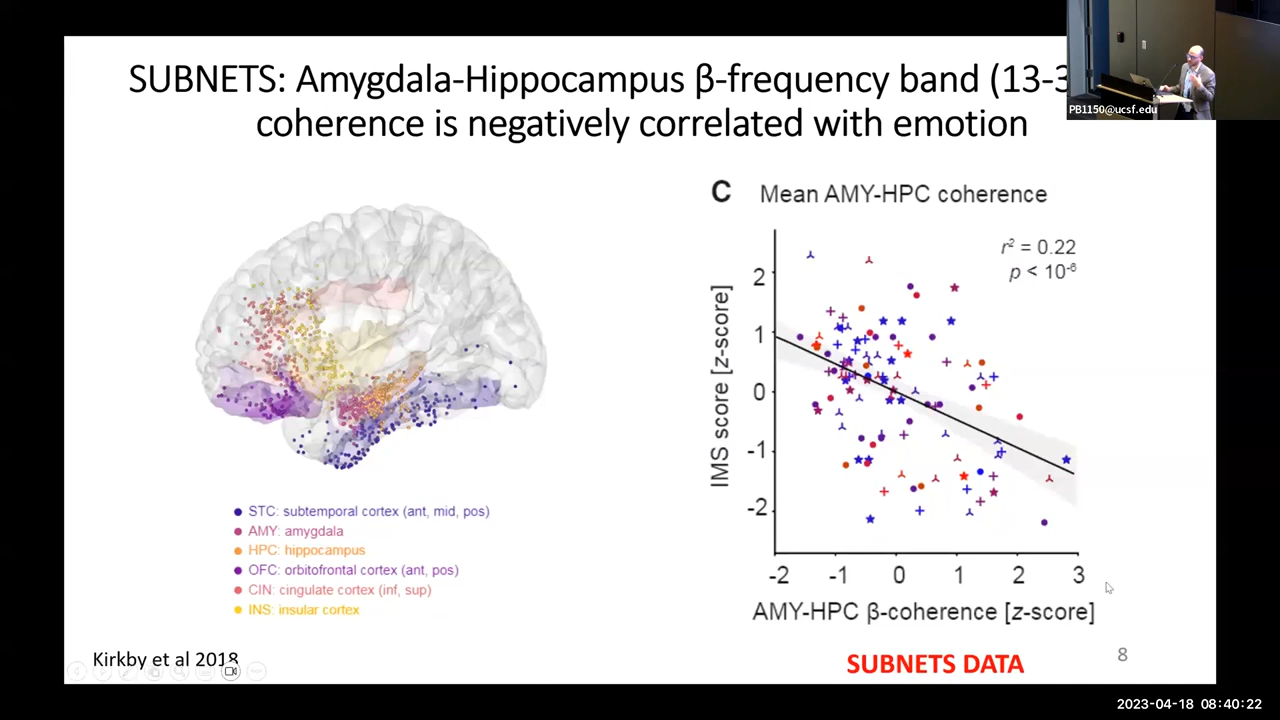 SUBNETS: Amygdala-Hippocampus β-frequency band (13-3
coherence is negatively correlated with emotion
PB1150@ucsf.edu
C Mean AMY-HPC coherence
r² = 0.22
p < 10⁻⁶
2
1
0
-1
-2
IMS score [z-score]
-2 -1 0 1 2 3
AMY-HPC β-coherence [z-score]
STC: subtemporal cortex (ant, mid, pos)
AMY: amygdala
HPC: hippocampus
OFC: orbitofrontal cortex (ant, pos)
CIN: cingulate cortex (inf, sup)
INS: insular cortex
Kirkby et al 2018
SUBNETS DATA
8
2023-04-18 08:40:22